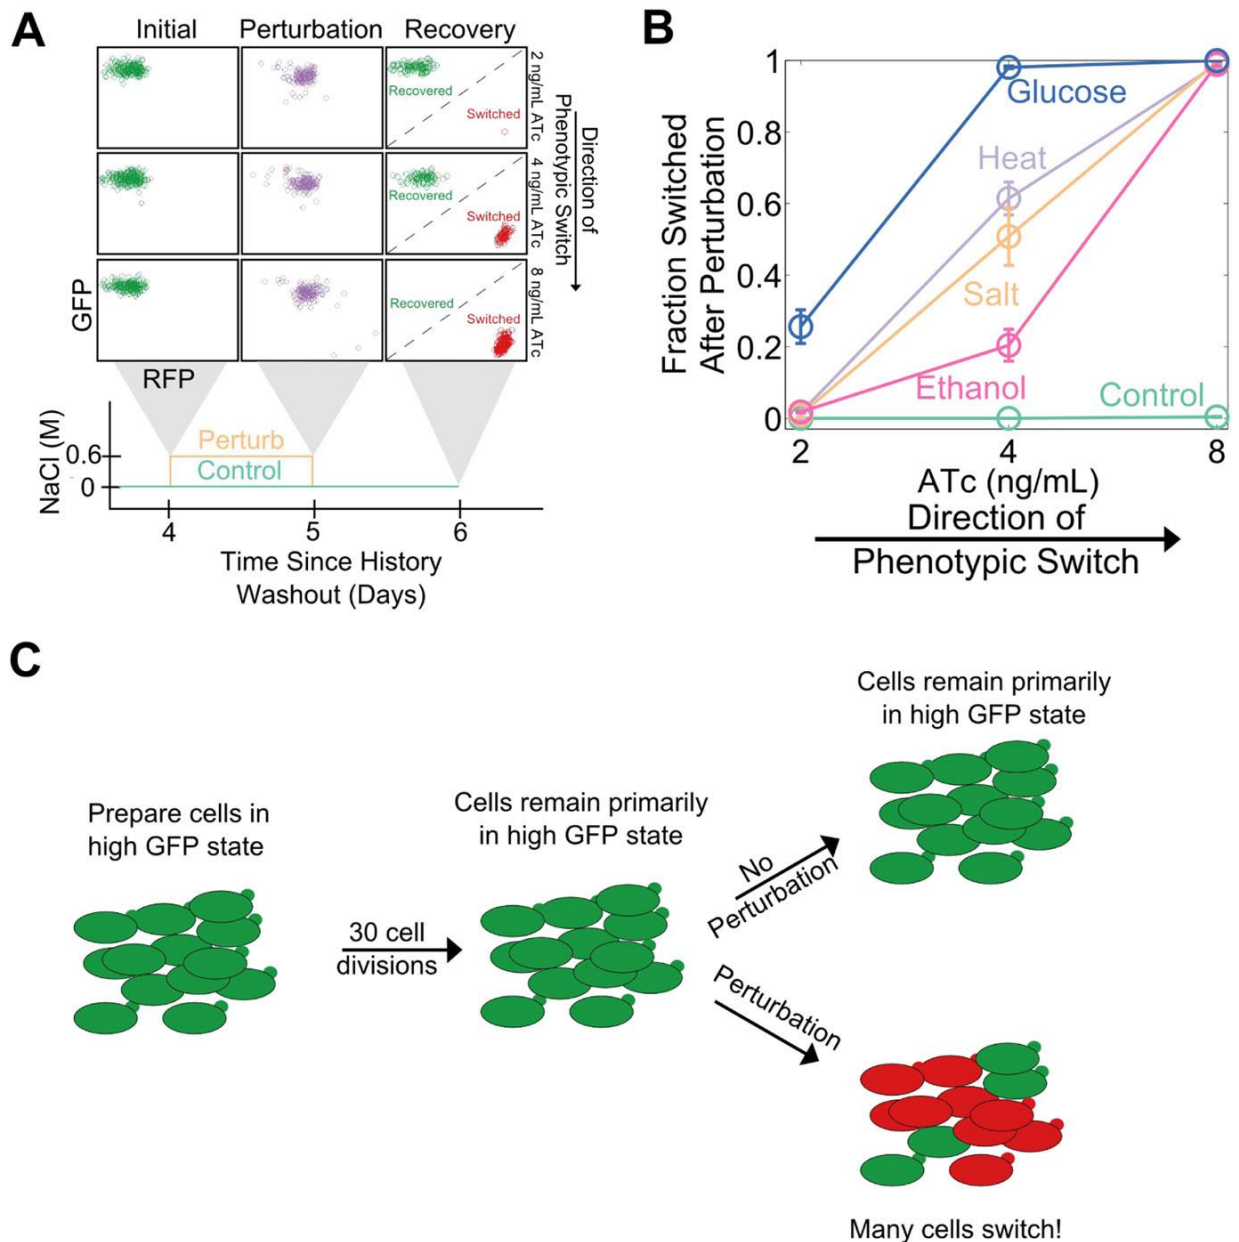 A
Initial
Perturbation
Recovery
Recovered
Switched
2 ng/mL ATc
Recovered
Switched
4 ng/mL ATc
Recovered
Switched
8 ng/mL ATc
Direction of
Phenotypic Switch
GFP
RFP
NaCl (M)
0.6
0
Perturb
Control
4
5
6
Time Since History
Washout (Days)
B
Fraction Switched
After Perturbation
1
0.8
0.6
0.4
0.2
0
Glucose
Heat
Salt
Ethanol
Control
2
4
8
ATc (ng/mL)
Direction of
Phenotypic Switch
C
Prepare cells in
high GFP state
30 cell
divisions
Cells remain primarily
in high GFP state
No
Perturbation
Cells remain primarily
in high GFP state
Perturbation
Many cells switch!